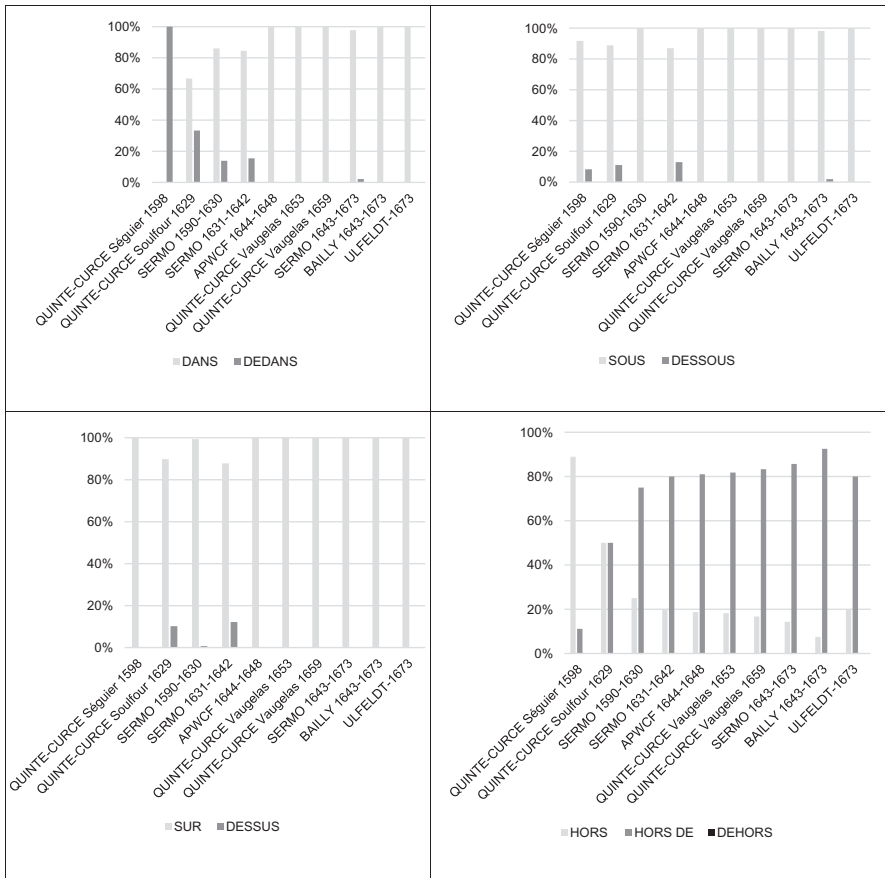 100%
80%
60%
40%
20%
0%
QUINTE-CURCE Séguier 1598
QUINTE-CURCE Soulfour 1629
SERMO 1590-1630
SERMO 1631-1642
APWCF 1644-1648
QUINTE-CURCE Vaugelas 1653
QUINTE-CURCE Vaugelas 1659
SERMO 1643-1673
BAILLY 1643-1673
ULFELDT-1673
DANS DEDANS
100%
80%
60%
40%
20%
0%
QUINTE-CURCE Séguier 1598
QUINTE-CURCE Soulfour 1629
SERMO 1590-1630
SERMO 1631-1642
APWCF 1644-1648
QUINTE-CURCE Vaugelas 1653
QUINTE-CURCE Vaugelas 1659
SERMO 1643-1673
BAILLY 1643-1673
ULFELDT-1673
SOUS DESSOUS
100%
80%
60%
40%
20%
0%
QUINTE-CURCE Séguier 1598
QUINTE-CURCE Soulfour 1629
SERMO 1590-1630
SERMO 1631-1642
APWCF 1644-1648
QUINTE-CURCE Vaugelas 1653
QUINTE-CURCE Vaugelas 1659
SERMO 1643-1673
BAILLY 1643-1673
ULFELDT-1673
SUR DESSUS
100%
80%
60%
40%
20%
0%
QUINTE-CURCE Séguier 1598
QUINTE-CURCE Soulfour 1629
SERMO 1590-1630
SERMO 1631-1642
APWCF 1644-1648
QUINTE-CURCE Vaugelas 1653
QUINTE-CURCE Vaugelas 1659
SERMO 1643-1673
BAILLY 1643-1673
ULFELDT-1673
HORS HORS DE DEHORS